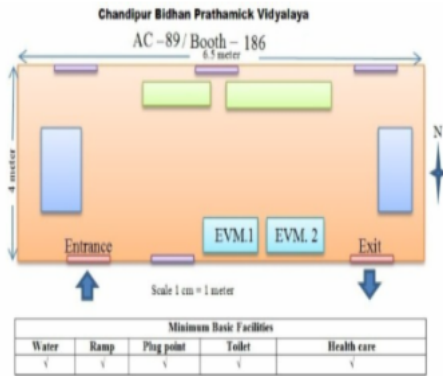 Chandipur Bidhan Prathamick Vidyalaya
AC -89/ Booth - 186
6.5 meter
4 meter
N
EVM.1 EVM. 2
Entrance Exit
Scale 1 cm = 1 meter
Minimum Basic Facilities
Water Ramp Plug point Toilet Health care
√ √ √ √ √